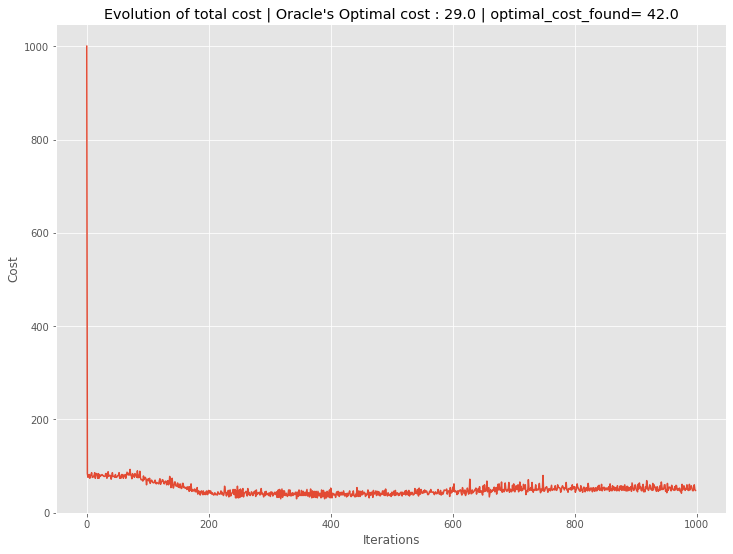 Evolution of total cost | Oracle's Optimal cost : 29.0 | optimal_cost_found= 42.0
1000
800
600
400
200
0
Cost
0 200 400 600 800 1000
Iterations